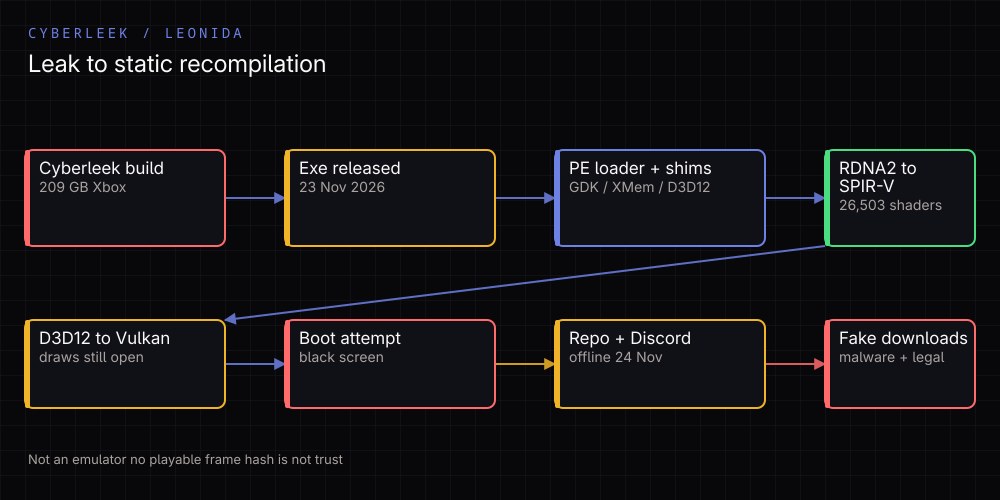 CYBERLEEK / LEONIDA
Leak to static recompilation
Cyberleek build
209 GB Xbox
Exe released
23 Nov 2026
PE loader + shims
GDK / XMem / D3D12
RDNA2 to
SPIR-V
26,503 shaders
D3D12 to Vulkan
draws still open
Boot attempt
black screen
Repo + Discord
offline 24 Nov
Fake downloads
malware + legal
Not an emulator no playable frame hash is not trust